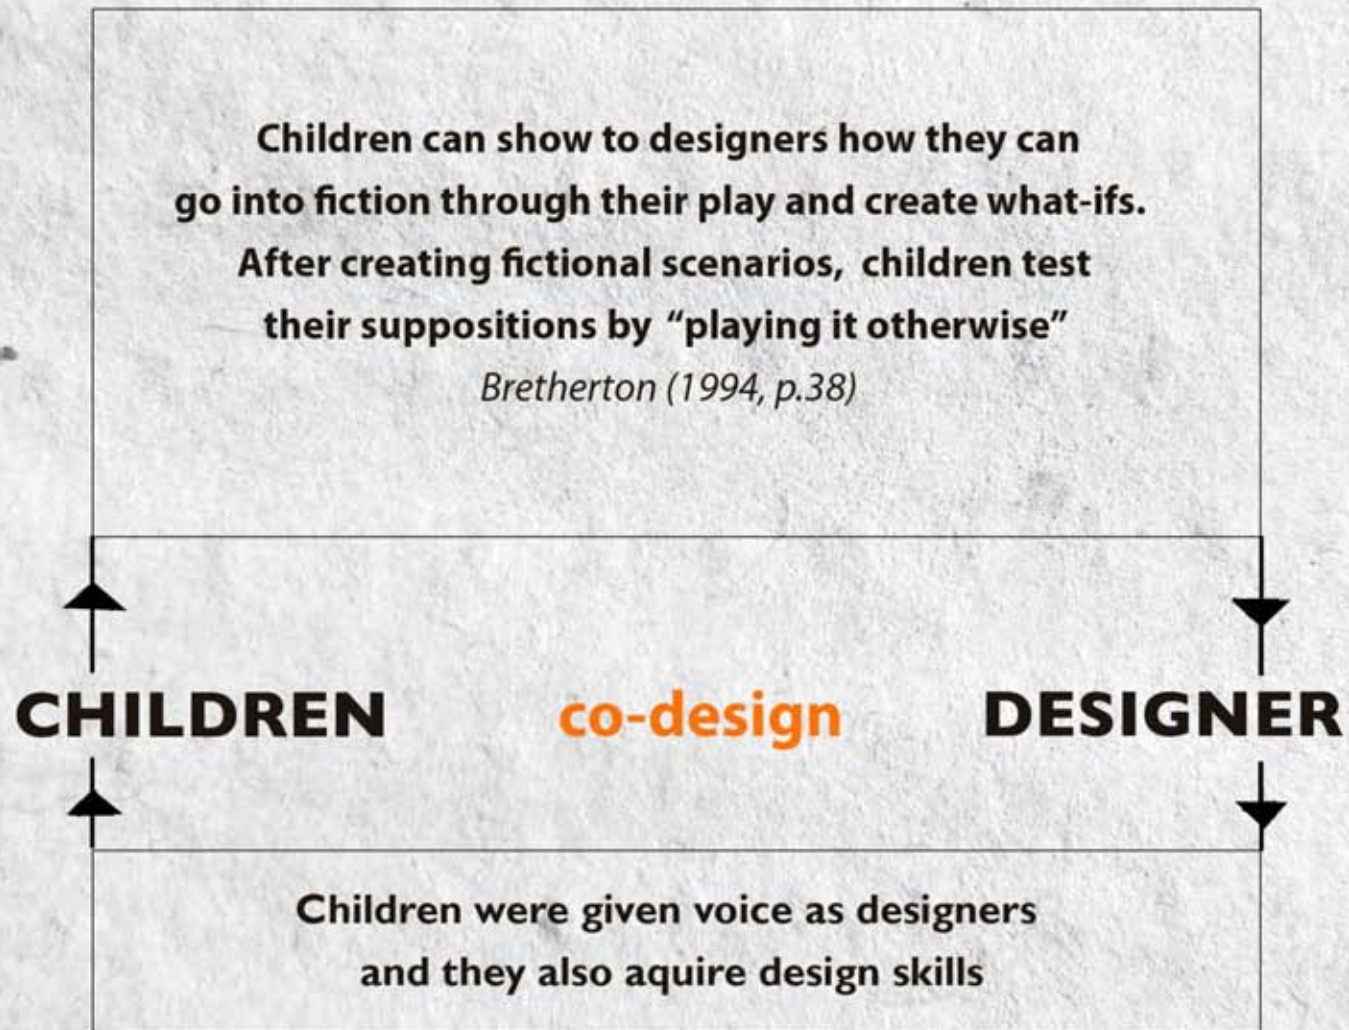 Children can show to designers how they can
go into fiction through their play and create what-ifs.
After creating fictional scenarios, children test
their suppositions by “playing it otherwise”
Bretherton (1994, p.38)
CHILDREN co-design DESIGNER
Children were given voice as designers
and they also aquire design skills